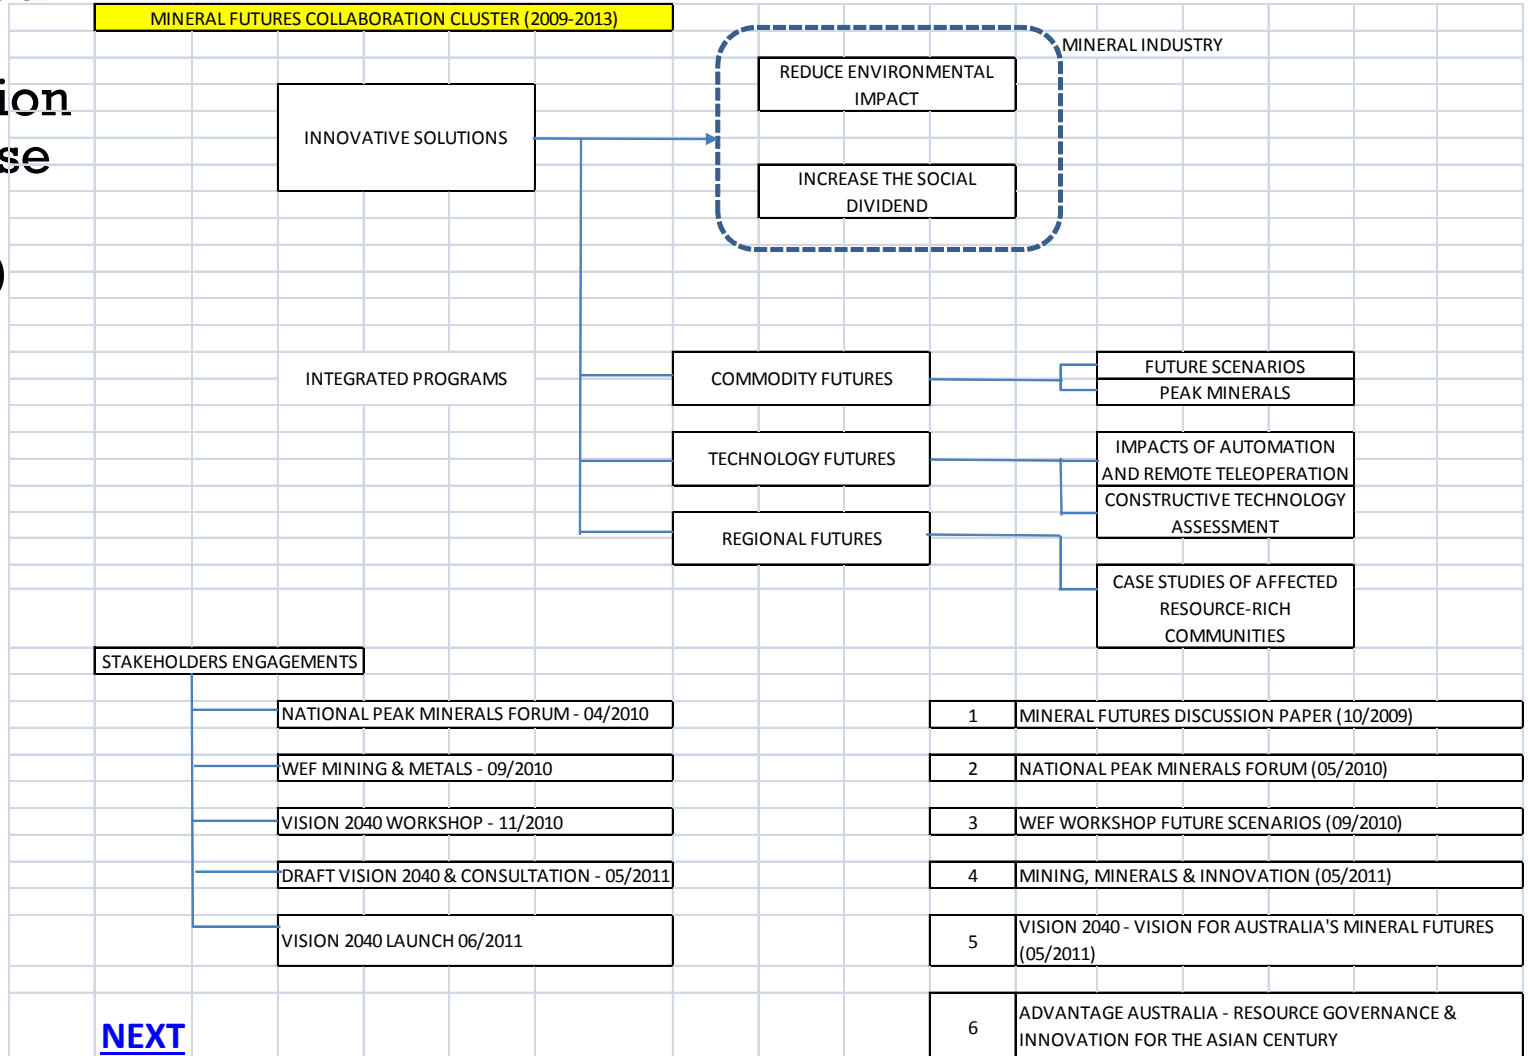 MINERAL FUTURES COLLABORATION CLUSTER (2009-2013)
MINERAL INDUSTRY
REDUCE ENVIRONMENTAL
IMPACT
ion
INNOVATIVE SOLUTIONS
se
INCREASE THE SOCIAL
DIVIDEND
)
INTEGRATED PROGRAMS
COMMODITY FUTURES
FUTURE SCENARIOS
PEAK MINERALS
TECHNOLOGY FUTURES
IMPACTS OF AUTOMATION
AND REMOTE TELEOPERATION
CONSTRUCTIVE TECHNOLOGY
ASSESSMENT
REGIONAL FUTURES
CASE STUDIES OF AFFECTED
RESOURCE-RICH
COMMUNITIES
STAKEHOLDERS ENGAGEMENTS
NATIONAL PEAK MINERALS FORUM - 04/2010
WEF MINING & METALS - 09/2010
VISION 2040 WORKSHOP - 11/2010
DRAFT VISION 2040 & CONSULTATION - 05/2011
VISION 2040 LAUNCH 06/2011
1 MINERAL FUTURES DISCUSSION PAPER (10/2009)
2 NATIONAL PEAK MINERALS FORUM (05/2010)
3 WEF WORKSHOP FUTURE SCENARIOS (09/2010)
4 MINING, MINERALS & INNOVATION (05/2011)
5 VISION 2040 - VISION FOR AUSTRALIA'S MINERAL FUTURES
(05/2011)
6 ADVANTAGE AUSTRALIA - RESOURCE GOVERNANCE &
INNOVATION FOR THE ASIAN CENTURY
NEXT